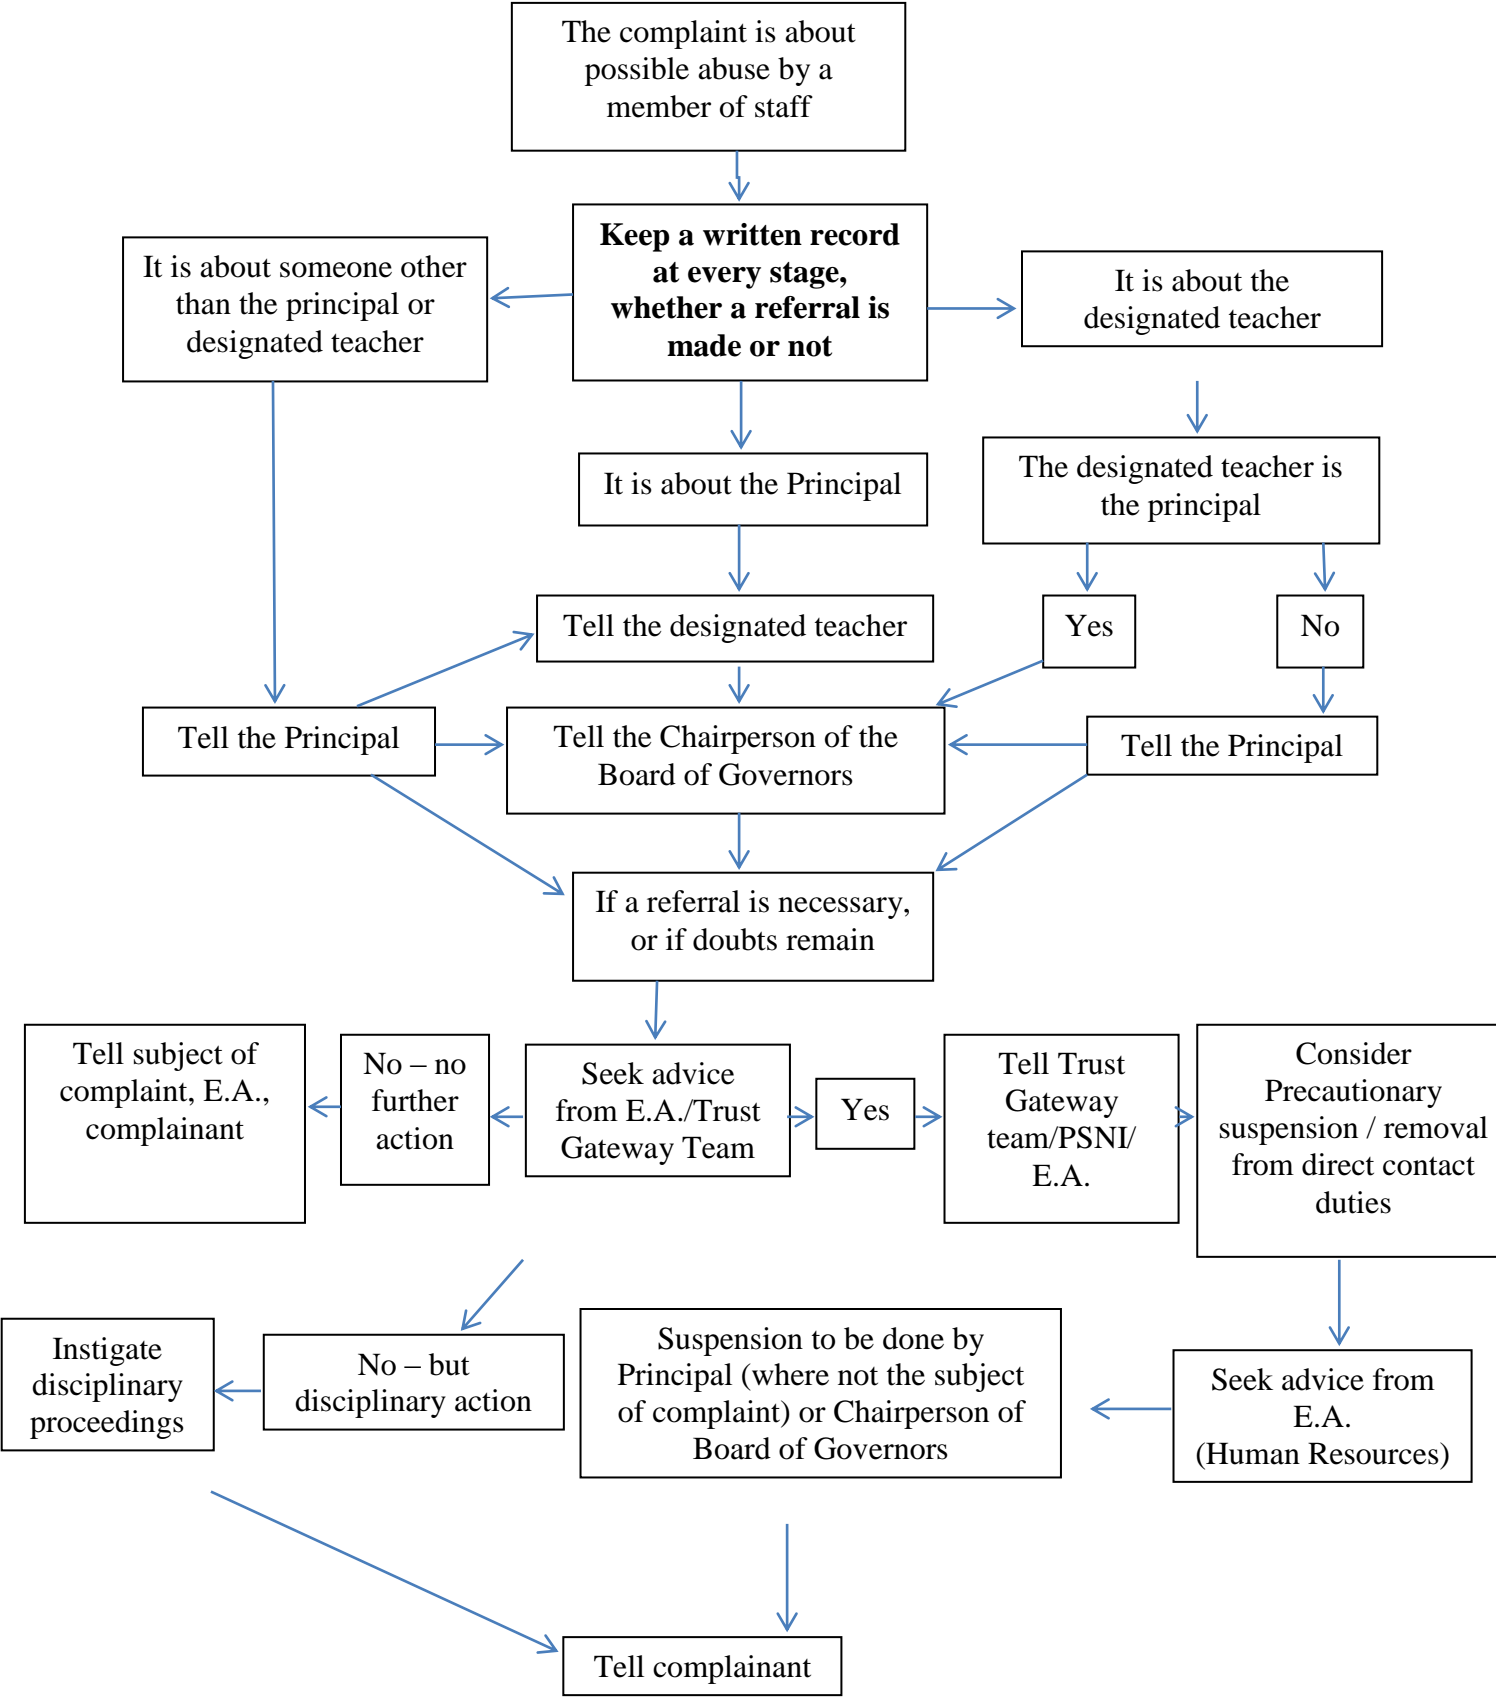 The complaint is about
possible abuse by a
member of staff
Keep a written record
at every stage,
whether a referral is
made or not
It is about someone other
than the principal or
designated teacher
It is about the
designated teacher
It is about the Principal
The designated teacher is
the principal
Tell the designated teacher
Yes
No
Tell the Principal
Tell the Chairperson of the
Board of Governors
Tell the Principal
If a referral is necessary,
or if doubts remain
Tell subject of
complaint, E.A.,
complainant
No – no
further
action
Seek advice
from E.A./Trust
Gateway Team
Yes
Tell Trust
Gateway
team/PSNI/
E.A.
Consider
Precautionary
suspension / removal
from direct contact
duties
Instigate
disciplinary
proceedings
No – but
disciplinary action
Suspension to be done by
Principal (where not the subject
of complaint) or Chairperson of
Board of Governors
Seek advice from
E.A.
(Human Resources)
Tell complainant